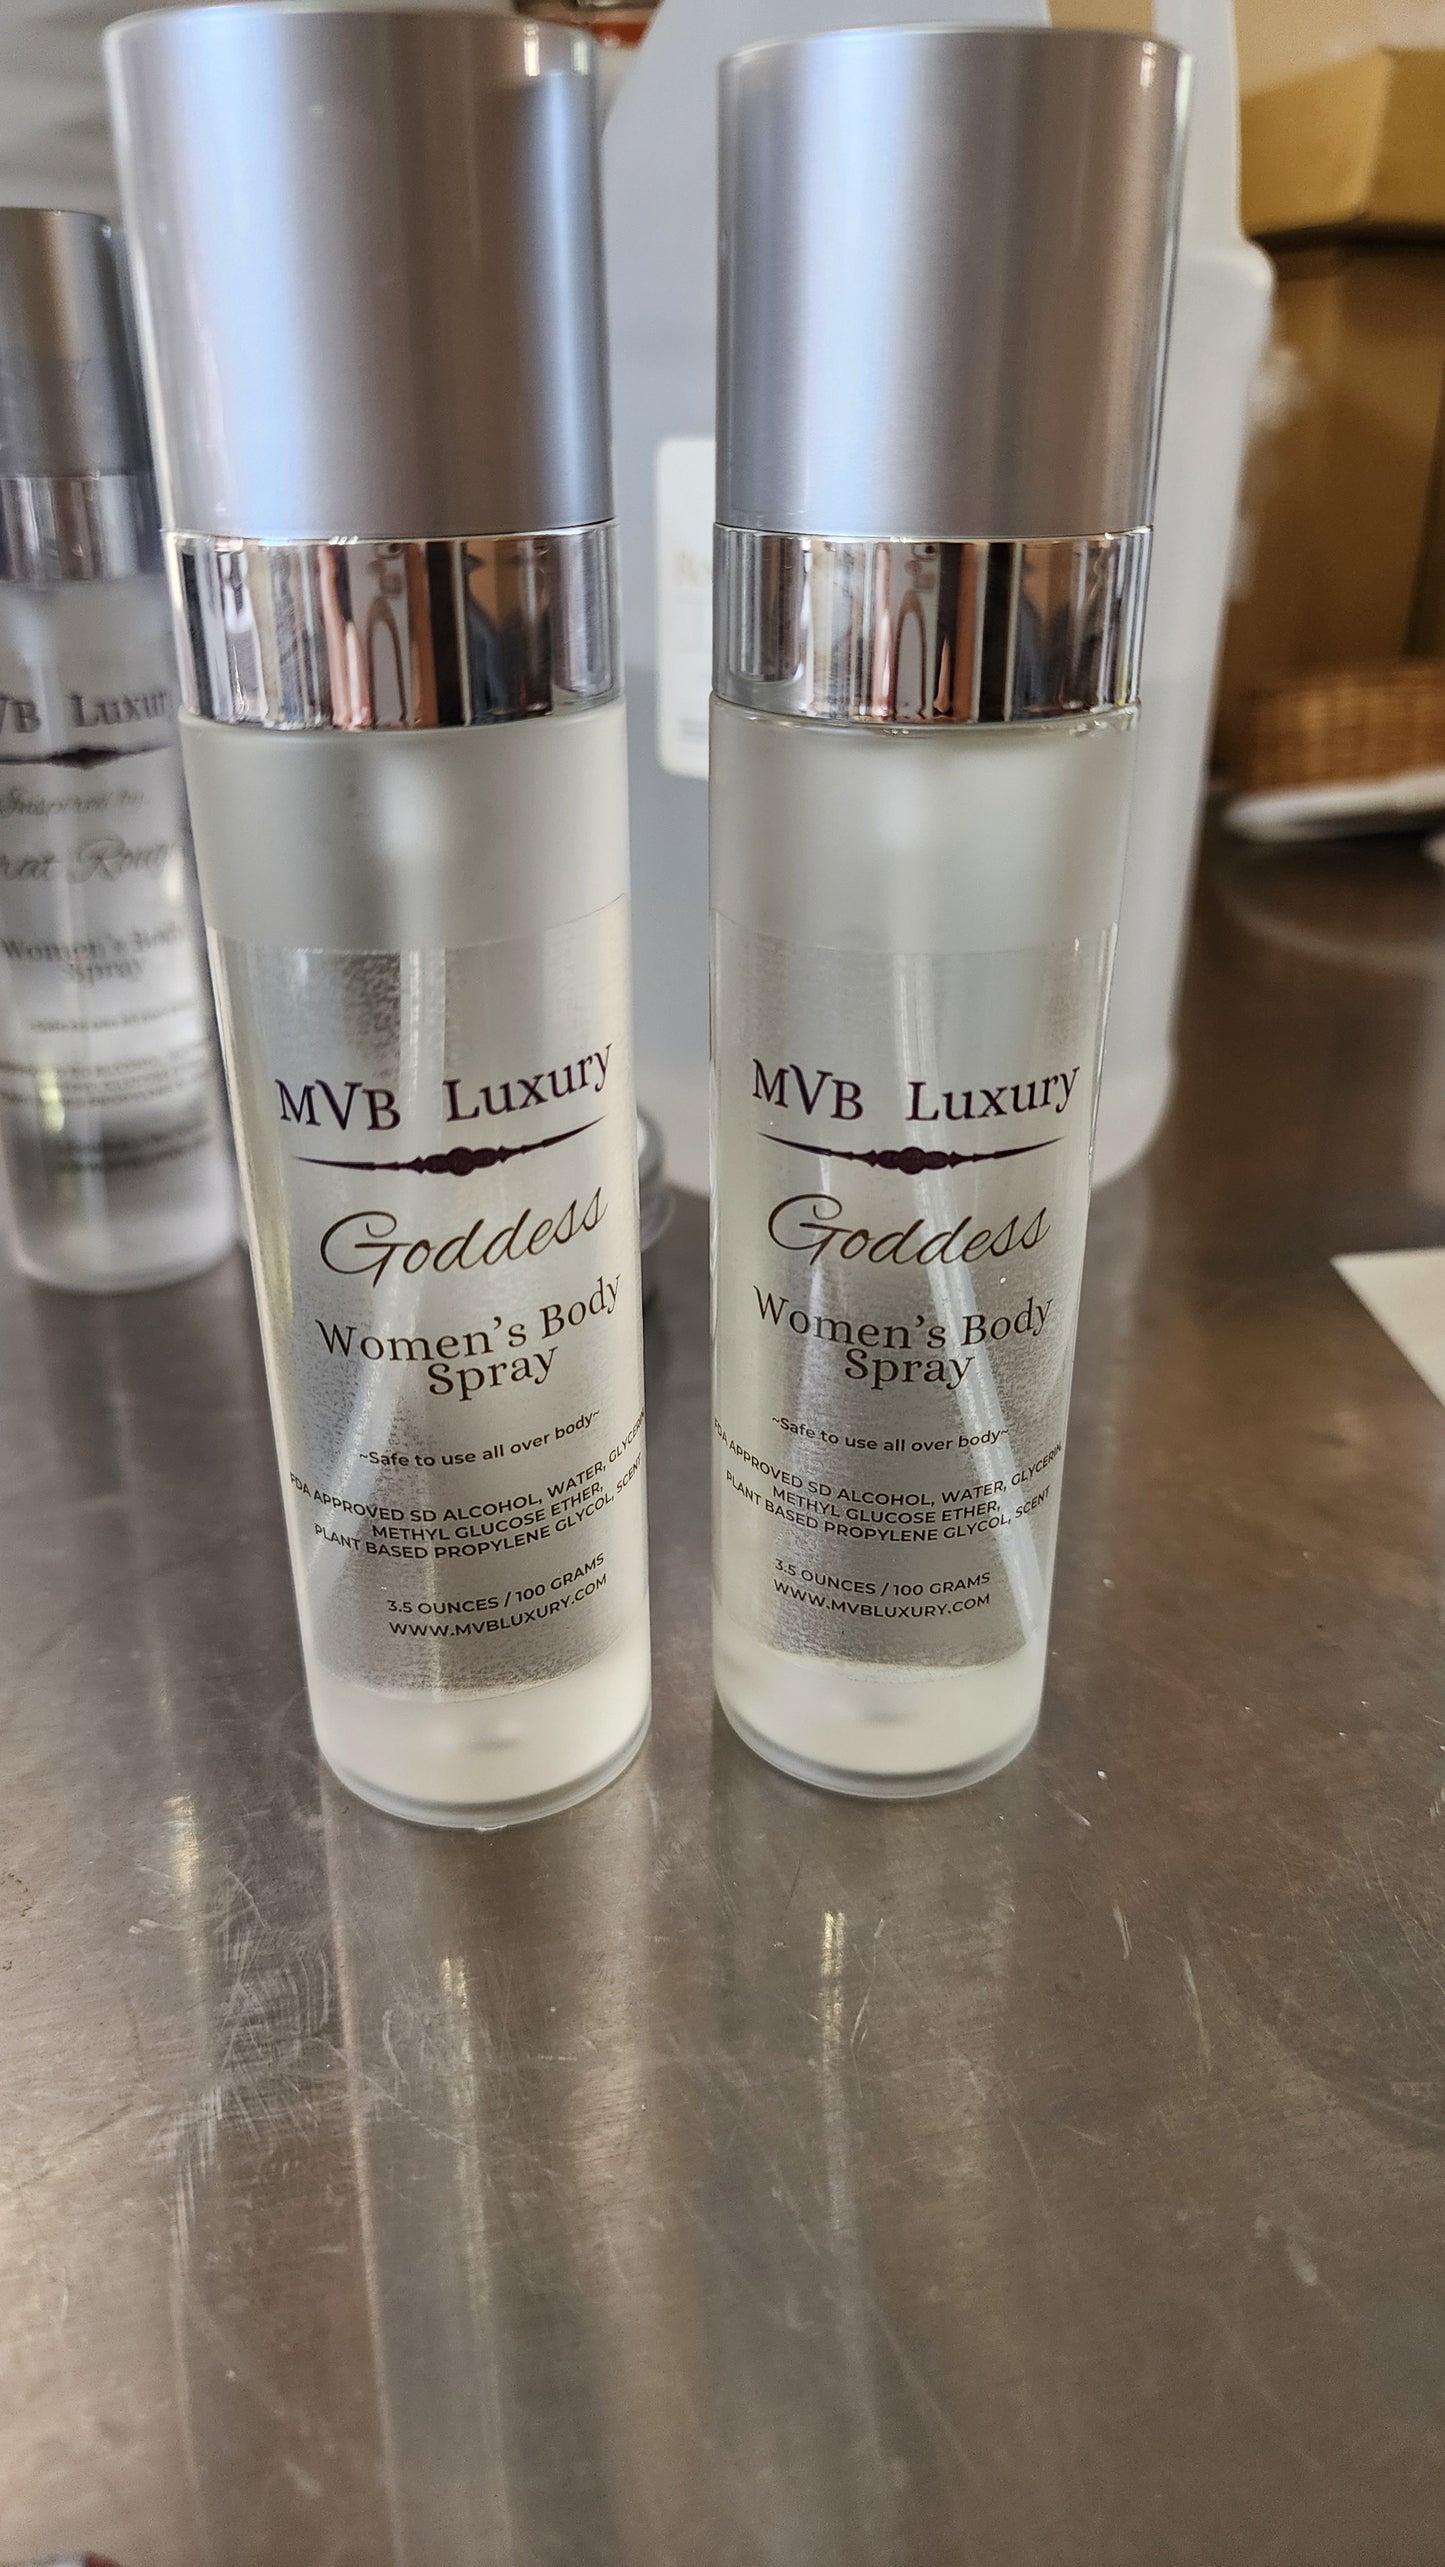 MVB Luxury
Goddess
Women's Body
Spray
~Safe to use all over body~
FDA APPROVED SD ALCOHOL, WATER, GLYCERIN
METHYL GLUCOSE ETHER,
PLANT BASED PROPYLENE GLYCOL, SCENT
3.5 OUNCES / 100 GRAMS
WWW.MVBLUXURY.COM
MVB Luxury
Goddess
Women's Body
Spray
~Safe to use all over body~
FDA APPROVED SD ALCOHOL, WATER, GLYCERIN
METHYL GLUCOSE ETHER,
PLANT BASED PROPYLENE GLYCOL, SCENT
3.5 OUNCES / 100 GRAMS
WWW.MVBLUXURY.COM
Luxury
Women's Body
Spray